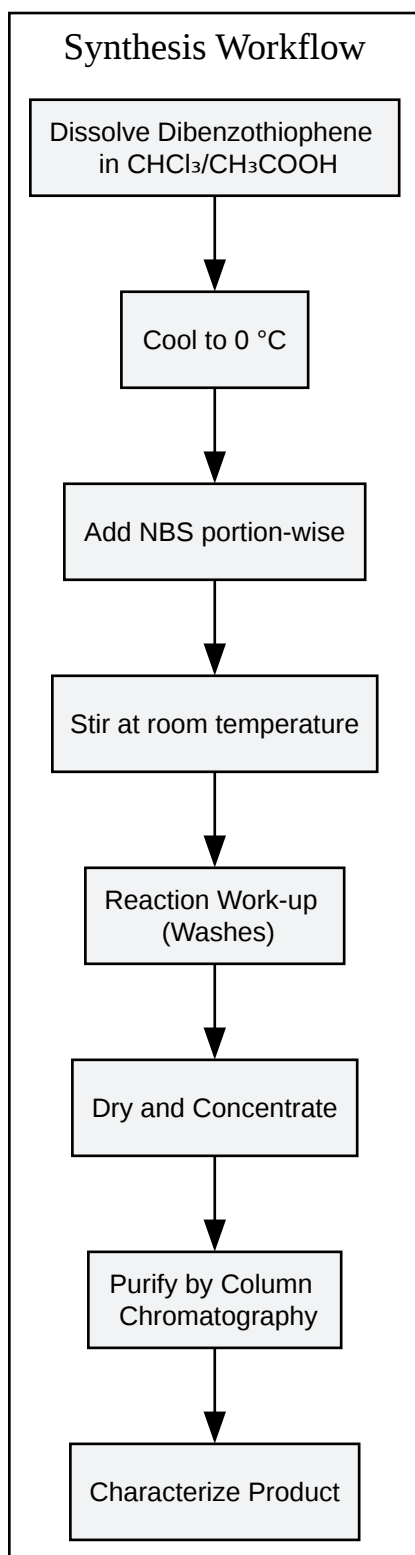 Synthesis Workflow
Dissolve Dibenzothiophene
in CHCl₃/CH₃COOH
Cool to 0 °C
Add NBS portion-wise
Stir at room temperature
Reaction Work-up
(Washes)
Dry and Concentrate
Purify by Column
Chromatography
Characterize Product